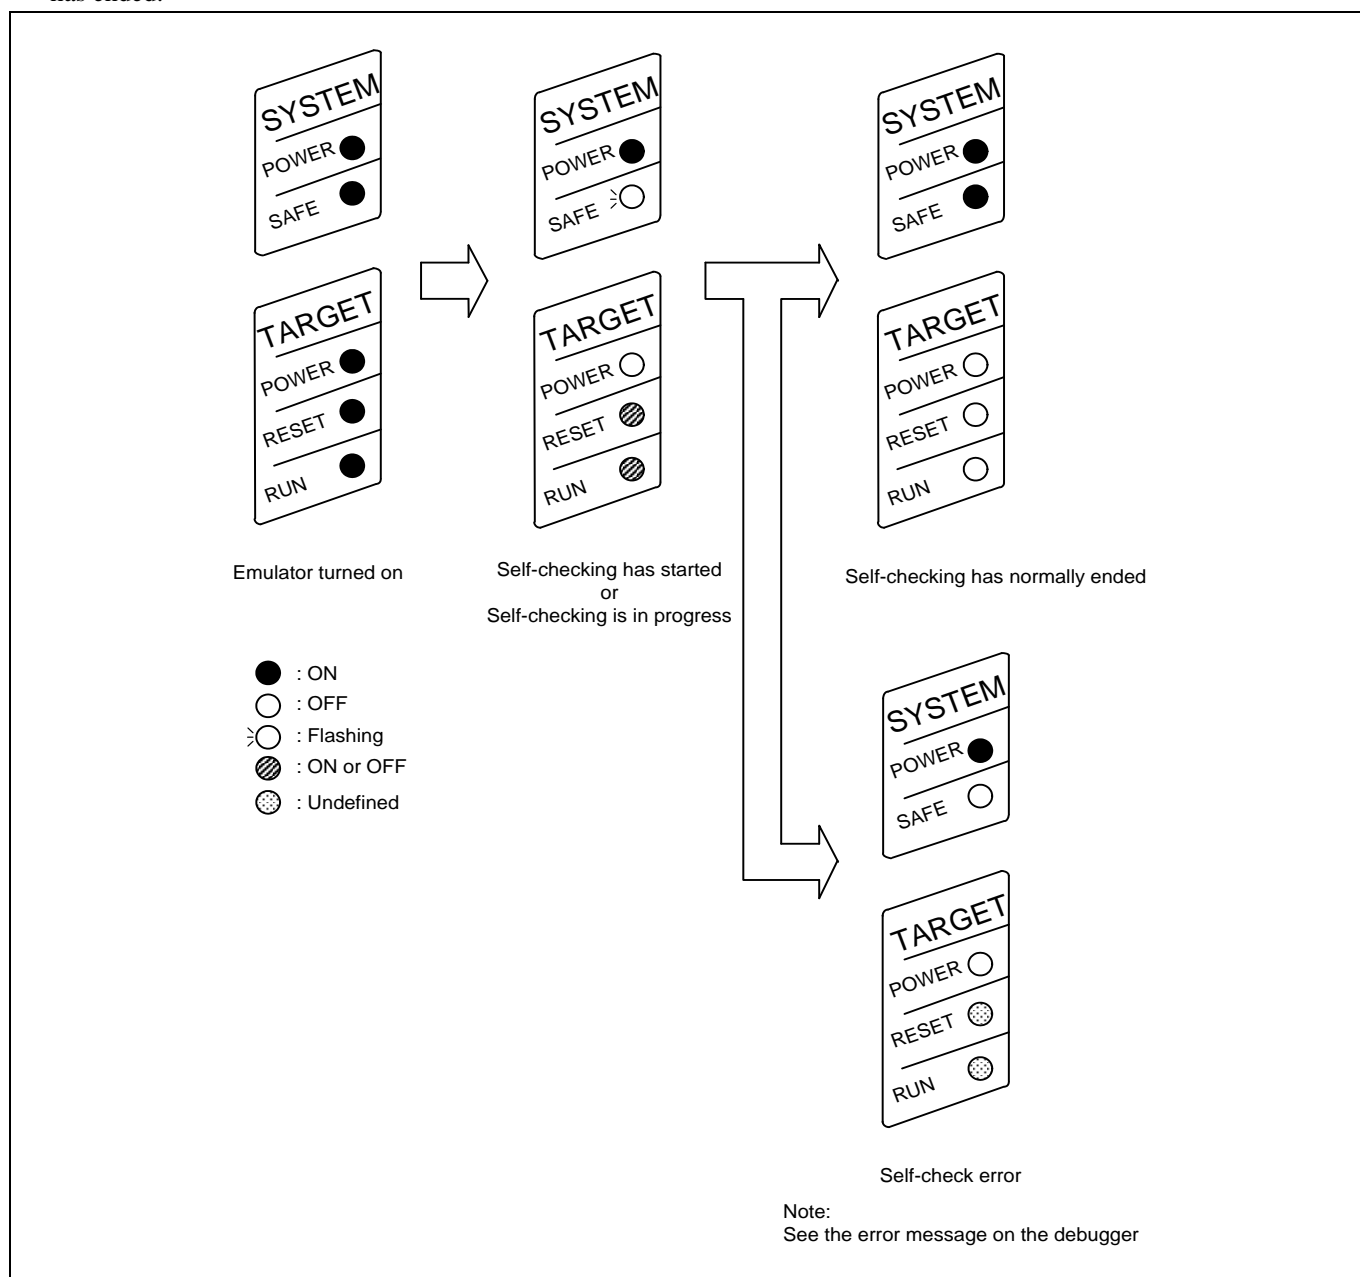 has ended.
SYSTEM
POWER
SAFE
TARGET
POWER
RESET
RUN
Emulator turned on
SYSTEM
POWER
SAFE
TARGET
POWER
RESET
RUN
Self-checking has started
or
Self-checking is in progress
SYSTEM
POWER
SAFE
TARGET
POWER
RESET
RUN
Self-checking has normally ended
: ON
: OFF
: Flashing
: ON or OFF
: Undefined
SYSTEM
POWER
SAFE
TARGET
POWER
RESET
RUN
Self-check error
Note:
See the error message on the debugger